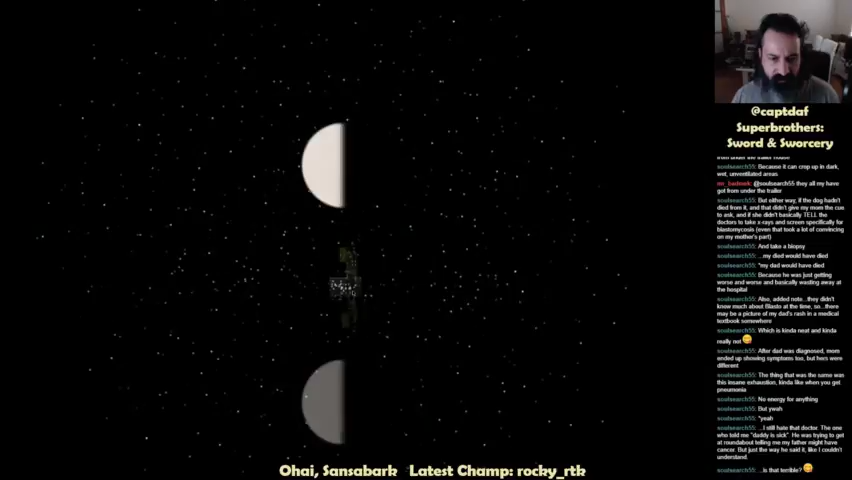 @captdaf
Superbrothers:
Sword & Sworcery
soulsearch55: Because it can crop up in dark,
wet, unventilated areas
@soulsearch55 they all my have
got from under the trailer
soulsearch55: But either way, if the dog hadn't
died from it, and that didn't give my mom the cue
to ask, and if she didn't basically TELL the
doctors to take x-rays and screen specifically for
blastomycosis (even that took a lot of convincing
on my mother's part)
soulsearch55: And take a biopsy
soulsearch55: ...my died would have died
soulsearch55: *my dad would have died
soulsearch55: Because he was just getting
worse and worse and basically wasting away at
the hospital
soulsearch55: Also, added note...they didn't
know much about Blasto at the time, so...there
may be a picture of my dad's rash in a medical
textbook somewhere
soulsearch55: Which is kinda neat and kinda
really not
soulsearch55: After dad was diagnosed, mom
ended up showing symptoms too, but hers were
different
soulsearch55: The thing that was the same was
this insane exhaustion, kinda like when you get
pneumonia
soulsearch55: No energy for anything
soulsearch55: But ywah
soulsearch55: *yeah
soulsearch55: ...I still hate that doctor. The one
who told me "daddy is sick". He was trying to
get at roundabout telling me my father might have
cancer. But just the way he said it, like I couldn't
understand.
soulsearch55: ...is that terrible?
Ohai, Sansabark Latest Champ: rocky_rtk